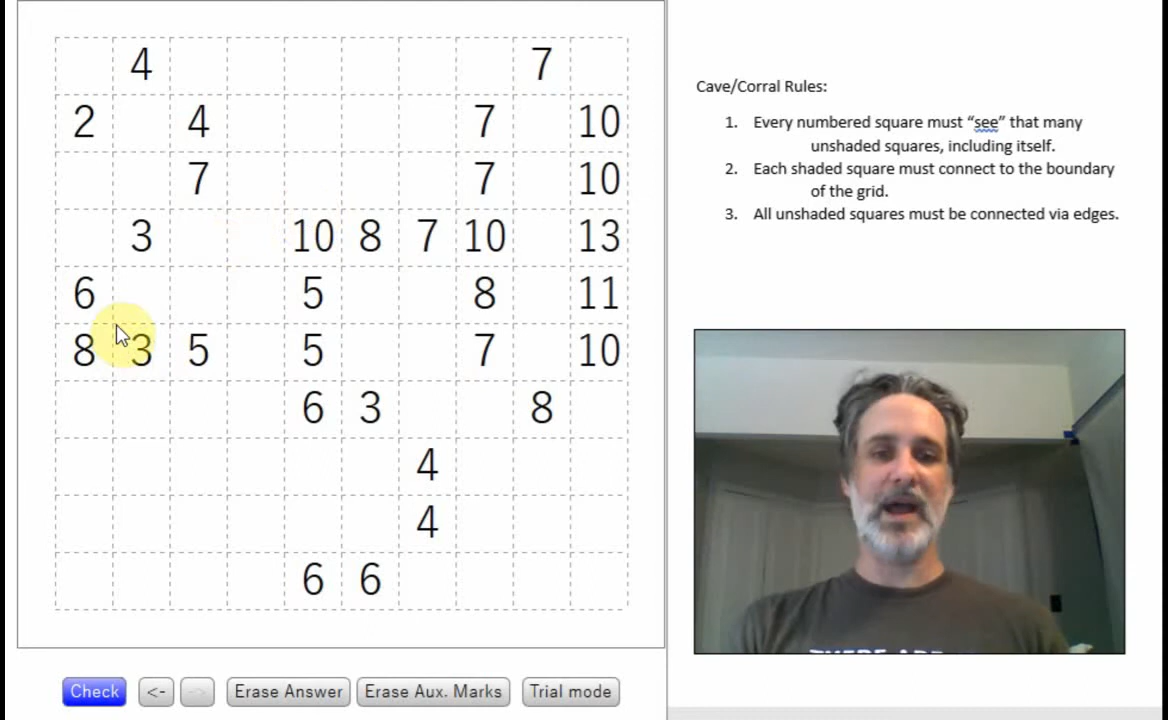 4 7
2 4 7 10
7 7 10
3 10 8 7 10 13
6 5 8 11
8 3 5 5 7 10
6 3 8
4
4
6 6
Check <- -> Erase Answer Erase Aux. Marks Trial mode
Cave/Corral Rules:
1. Every numbered square must “see” that many
unshaded squares, including itself.
2. Each shaded square must connect to the boundary
of the grid.
3. All unshaded squares must be connected via edges.